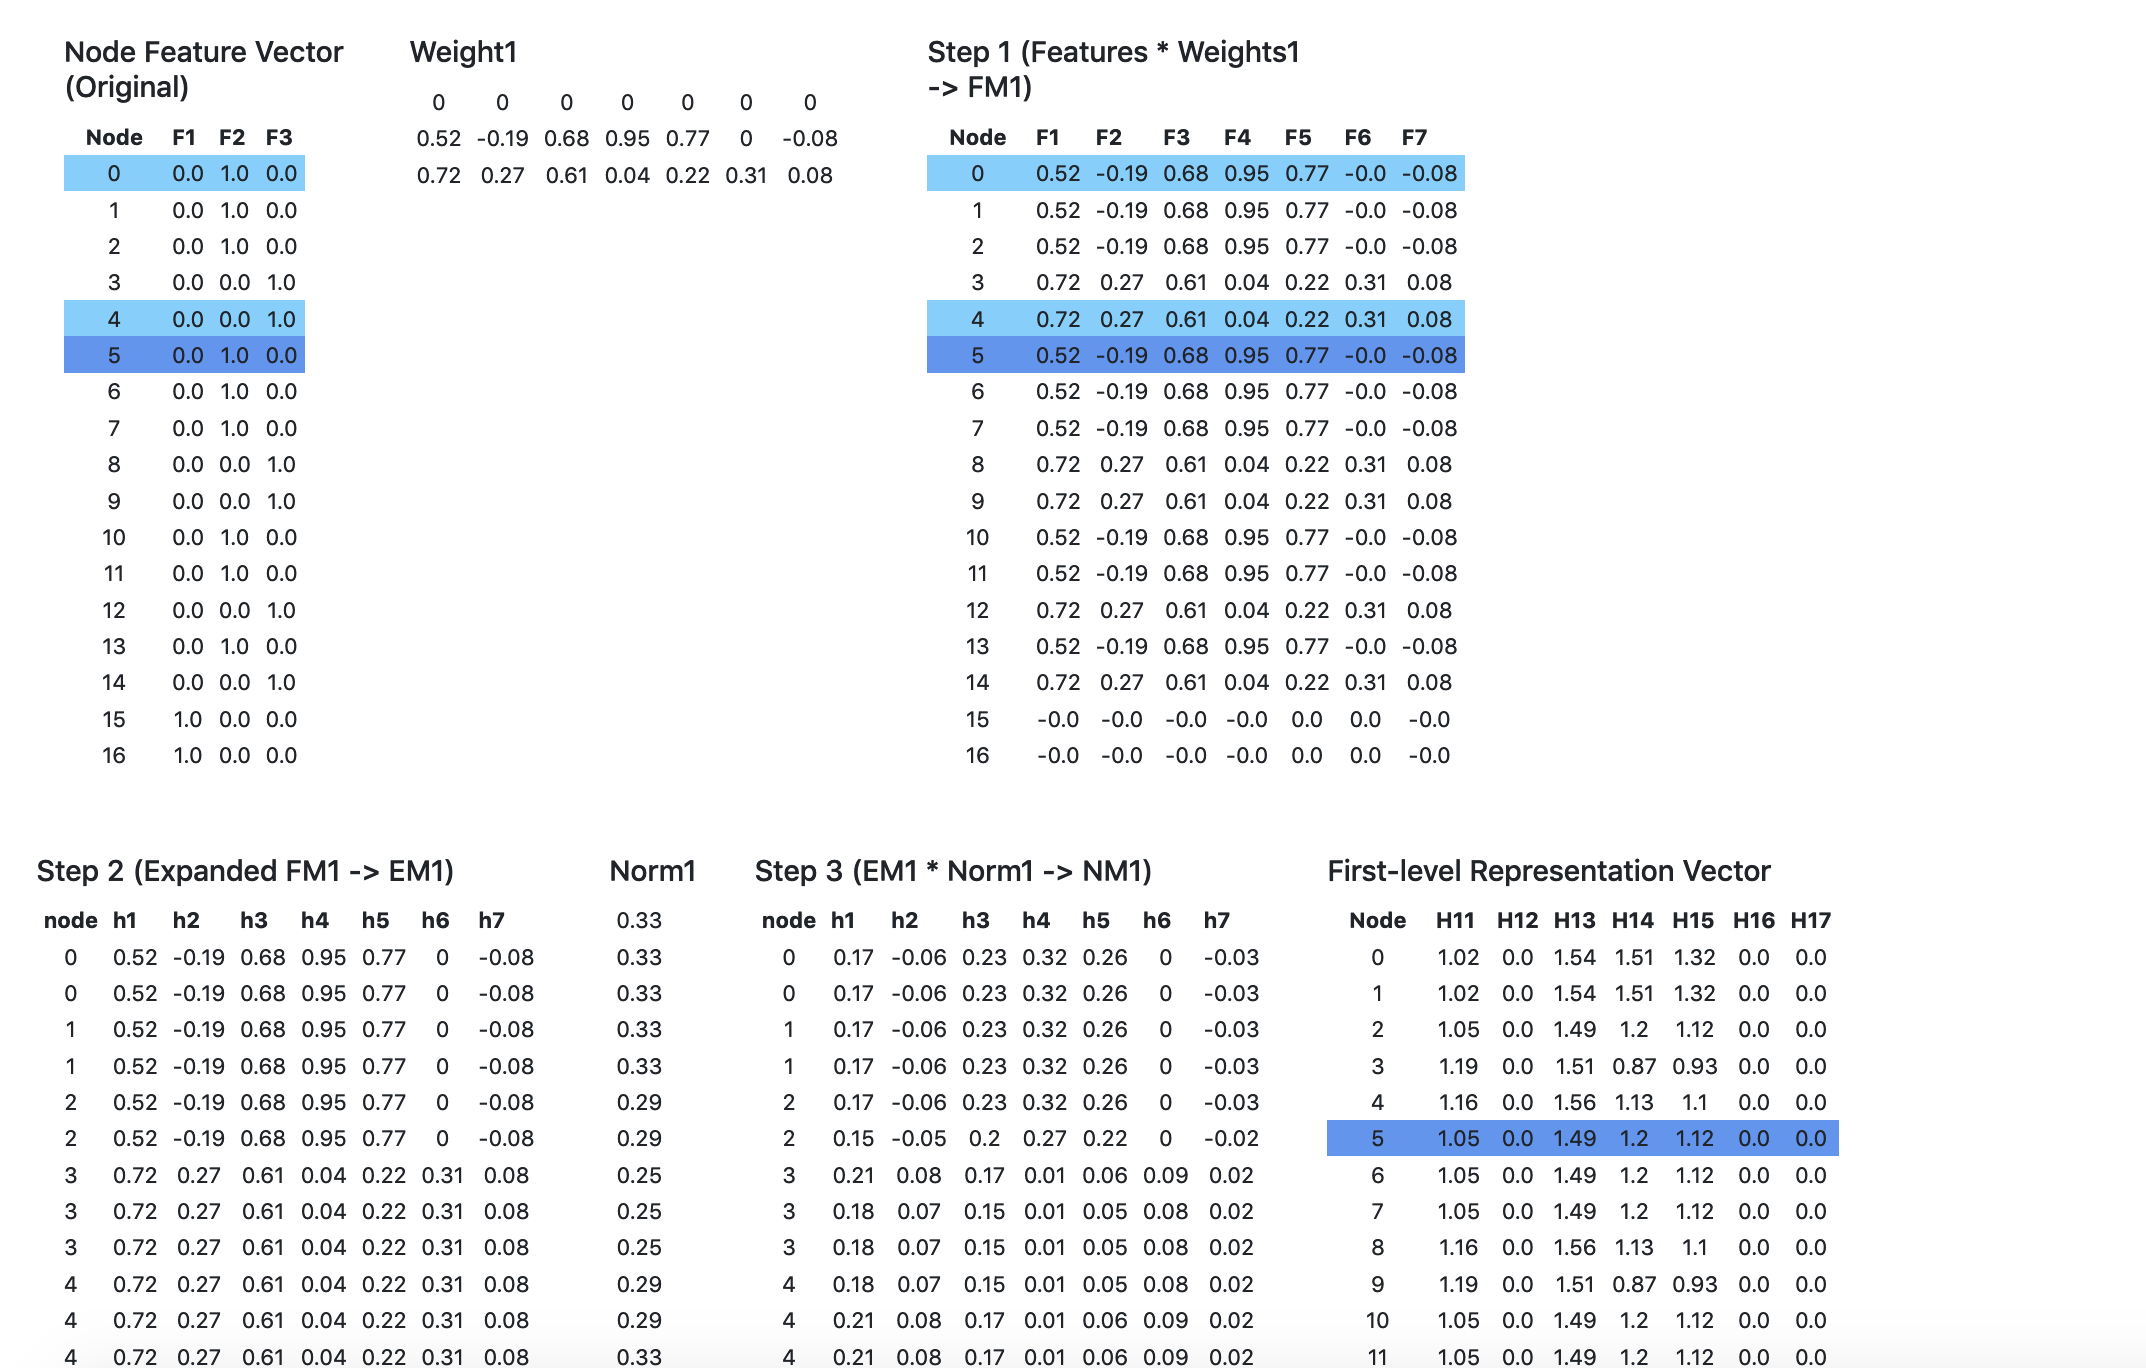 Node Feature Vector
(Original)
Node F1 F2 F3
0 0.0 1.0 0.0
1 0.0 1.0 0.0
2 0.0 1.0 0.0
3 0.0 0.0 1.0
4 0.0 0.0 1.0
5 0.0 1.0 0.0
6 0.0 1.0 0.0
7 0.0 1.0 0.0
8 0.0 0.0 1.0
9 0.0 0.0 1.0
10 0.0 1.0 0.0
11 0.0 1.0 0.0
12 0.0 0.0 1.0
13 0.0 1.0 0.0
14 0.0 0.0 1.0
15 1.0 0.0 0.0
16 1.0 0.0 0.0
Weight1
0 0 0 0 0 0 0
0.52 -0.19 0.68 0.95 0.77 0 -0.08
0.72 0.27 0.61 0.04 0.22 0.31 0.08
Step 1 (Features * Weights1
-> FM1)
Node F1 F2 F3 F4 F5 F6 F7
0 0.52 -0.19 0.68 0.95 0.77 -0.0 -0.08
1 0.52 -0.19 0.68 0.95 0.77 -0.0 -0.08
2 0.52 -0.19 0.68 0.95 0.77 -0.0 -0.08
3 0.72 0.27 0.61 0.04 0.22 0.31 0.08
4 0.72 0.27 0.61 0.04 0.22 0.31 0.08
5 0.52 -0.19 0.68 0.95 0.77 -0.0 -0.08
6 0.52 -0.19 0.68 0.95 0.77 -0.0 -0.08
7 0.52 -0.19 0.68 0.95 0.77 -0.0 -0.08
8 0.72 0.27 0.61 0.04 0.22 0.31 0.08
9 0.72 0.27 0.61 0.04 0.22 0.31 0.08
10 0.52 -0.19 0.68 0.95 0.77 -0.0 -0.08
11 0.52 -0.19 0.68 0.95 0.77 -0.0 -0.08
12 0.72 0.27 0.61 0.04 0.22 0.31 0.08
13 0.52 -0.19 0.68 0.95 0.77 -0.0 -0.08
14 0.72 0.27 0.61 0.04 0.22 0.31 0.08
15 -0.0 -0.0 -0.0 -0.0 0.0 0.0 -0.0
16 -0.0 -0.0 -0.0 -0.0 0.0 0.0 -0.0
Step 2 (Expanded FM1 -> EM1)
node h1 h2 h3 h4 h5 h6 h7
0 0.52 -0.19 0.68 0.95 0.77 0 -0.08
0 0.52 -0.19 0.68 0.95 0.77 0 -0.08
1 0.52 -0.19 0.68 0.95 0.77 0 -0.08
1 0.52 -0.19 0.68 0.95 0.77 0 -0.08
2 0.52 -0.19 0.68 0.95 0.77 0 -0.08
2 0.52 -0.19 0.68 0.95 0.77 0 -0.08
3 0.72 0.27 0.61 0.04 0.22 0.31 0.08
3 0.72 0.27 0.61 0.04 0.22 0.31 0.08
3 0.72 0.27 0.61 0.04 0.22 0.31 0.08
4 0.72 0.27 0.61 0.04 0.22 0.31 0.08
4 0.72 0.27 0.61 0.04 0.22 0.31 0.08
4 0.72 0.27 0.61 0.04 0.22 0.31 0.08
Norm1
0.33
0.33
0.33
0.33
0.33
0.29
0.29
0.25
0.25
0.25
0.29
0.29
0.33
Step 3 (EM1 * Norm1 -> NM1)
node h1 h2 h3 h4 h5 h6 h7
0 0.17 -0.06 0.23 0.32 0.26 0 -0.03
0 0.17 -0.06 0.23 0.32 0.26 0 -0.03
1 0.17 -0.06 0.23 0.32 0.26 0 -0.03
1 0.17 -0.06 0.23 0.32 0.26 0 -0.03
2 0.17 -0.06 0.23 0.32 0.26 0 -0.03
2 0.15 -0.05 0.2 0.27 0.22 0 -0.02
3 0.21 0.08 0.17 0.01 0.06 0.09 0.02
3 0.18 0.07 0.15 0.01 0.05 0.08 0.02
3 0.18 0.07 0.15 0.01 0.05 0.08 0.02
4 0.18 0.07 0.15 0.01 0.05 0.08 0.02
4 0.21 0.08 0.17 0.01 0.06 0.09 0.02
4 0.21 0.08 0.17 0.01 0.06 0.09 0.02
First-level Representation Vector
Node H11 H12 H13 H14 H15 H16 H17
0 1.02 0.0 1.54 1.51 1.32 0.0 0.0
1 1.02 0.0 1.54 1.51 1.32 0.0 0.0
2 1.05 0.0 1.49 1.2 1.12 0.0 0.0
3 1.19 0.0 1.51 0.87 0.93 0.0 0.0
4 1.16 0.0 1.56 1.13 1.1 0.0 0.0
5 1.05 0.0 1.49 1.2 1.12 0.0 0.0
6 1.05 0.0 1.49 1.2 1.12 0.0 0.0
7 1.05 0.0 1.49 1.2 1.12 0.0 0.0
8 1.16 0.0 1.56 1.13 1.1 0.0 0.0
9 1.19 0.0 1.51 0.87 0.93 0.0 0.0
10 1.05 0.0 1.49 1.2 1.12 0.0 0.0
11 1.05 0.0 1.49 1.2 1.12 0.0 0.0